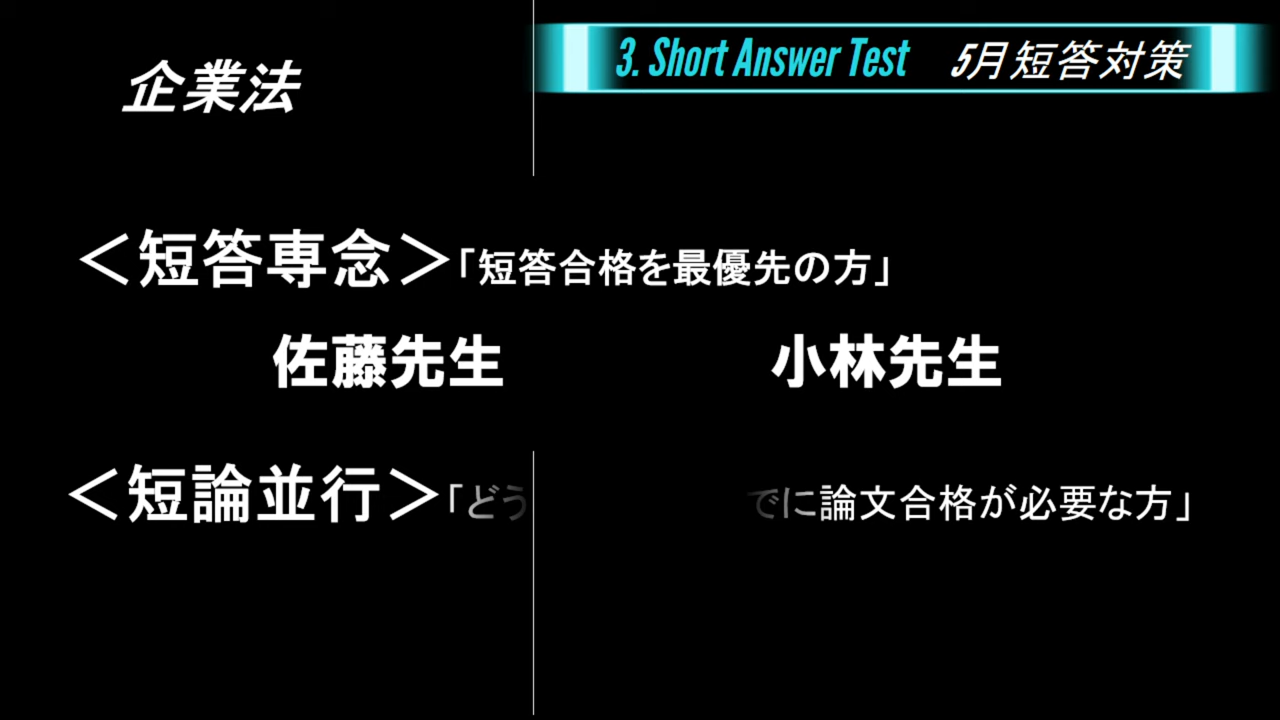 企業法
3. Short Answer Test 5月短答対策
＜短答専念＞「短答合格を最優先の方」
佐藤先生 小林先生
＜短論並行＞「どう でに論文合格が必要な方」